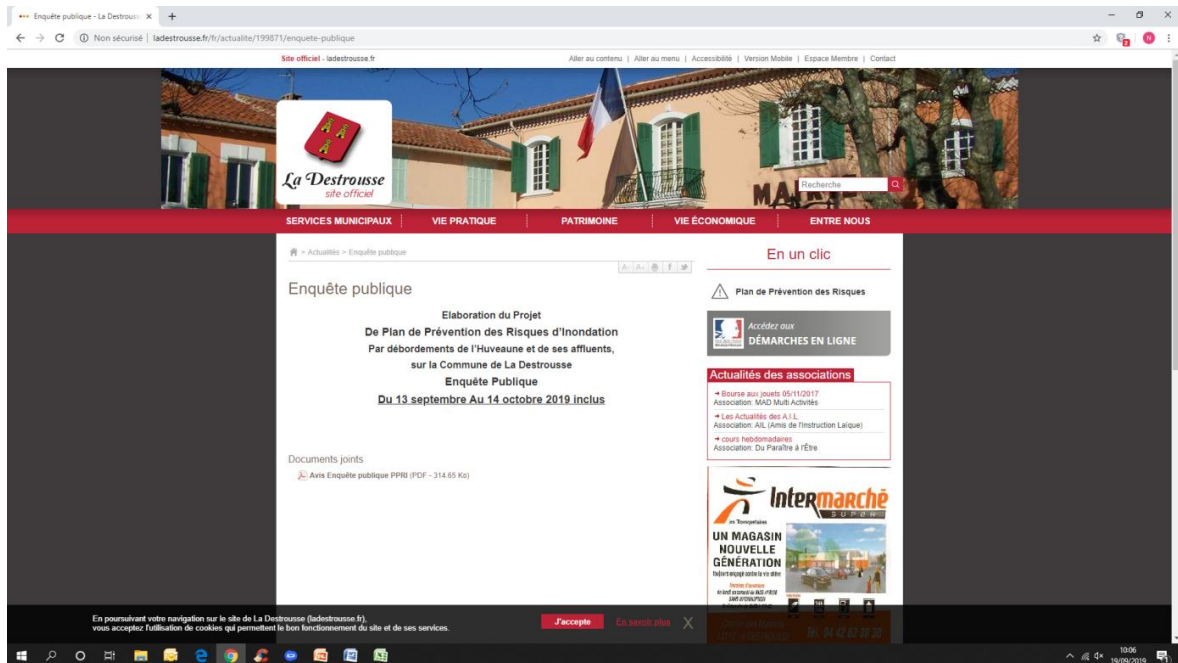 Enquête publique - La Destrouss
Non sécurisé | ladestrousse.fr/fr/actualite/199871/enquete-publique
Site officiel - ladestrousse.fr
Aller au contenu | Aller au menu | Accessibilité | Version Mobile | Espace Membre | Contact
La Destrousse
site officiel
MAIRIE
Recherche
SERVICES MUNICIPAUX
VIE PRATIQUE
PATRIMOINE
VIE ÉCONOMIQUE
ENTRE NOUS
> Actualités > Enquête publique
A- A+
Enquête publique
Elaboration du Projet
De Plan de Prévention des Risques d'Inondation
Par débordements de l'Huveaune et de ses affluents,
sur la Commune de La Destrousse
Enquête Publique
Du 13 septembre Au 14 octobre 2019 inclus
Documents joints
Avis Enquête publique PPRI (PDF - 314.65 Ko)
En un clic
Plan de Prévention des Risques
Accédez aux
DÉMARCHES EN LIGNE
Actualités des associations
Bourse aux jouets 05/11/2017
Association: MAD Multi Activités
Les Actualités des A.I.L.
Association: AIL (Amis de l'Instruction Laïque)
cours hebdomadaires
Association: Du Paraître à l'Être
Intermarché
SUPER
UN MAGASIN
NOUVELLE
GÉNÉRATION
Tél. 04 42 62 30 30
En poursuivant votre navigation sur le site de La Destrousse (ladestrousse.fr),
vous acceptez l'utilisation de cookies qui permettent le bon fonctionnement du site et de ses services.
J'accepte
En savoir plus
X
10:06
19/09/2019